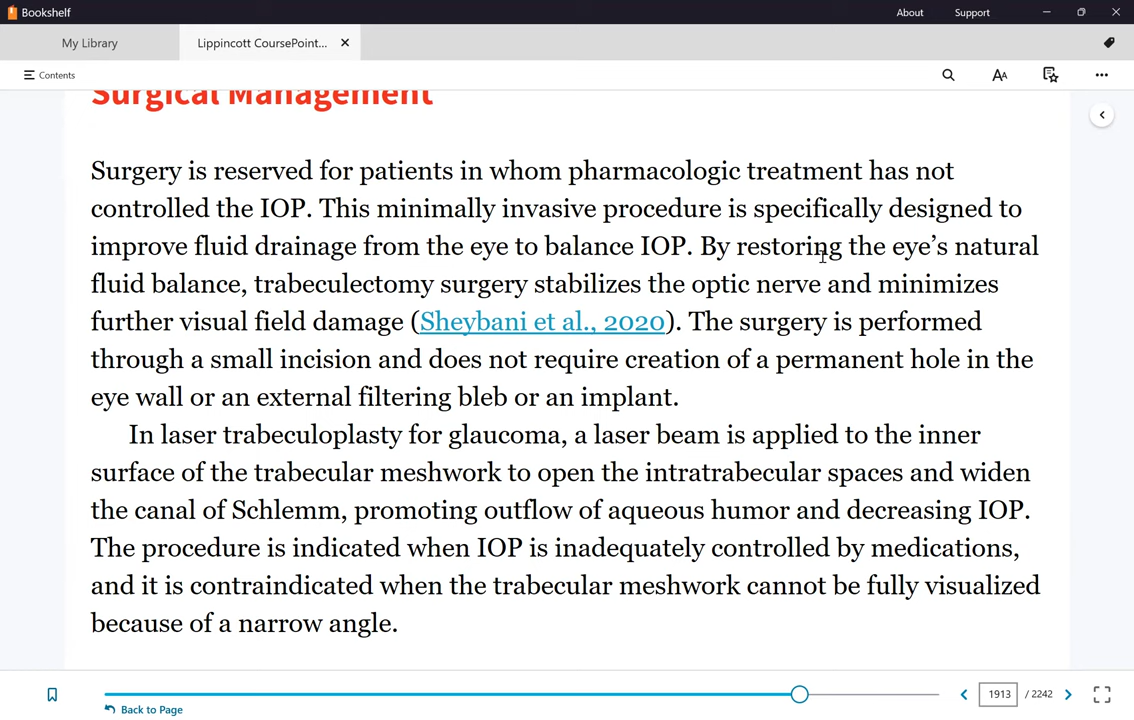 Bookshelf
About
Support
My Library
Lippincott CoursePoint...
Contents
Surgical Management
Surgery is reserved for patients in whom pharmacologic treatment has not
controlled the IOP. This minimally invasive procedure is specifically designed to
improve fluid drainage from the eye to balance IOP. By restoring the eye’s natural
fluid balance, trabeculectomy surgery stabilizes the optic nerve and minimizes
further visual field damage (Sheybani et al., 2020). The surgery is performed
through a small incision and does not require creation of a permanent hole in the
eye wall or an external filtering bleb or an implant.
In laser trabeculoplasty for glaucoma, a laser beam is applied to the inner
surface of the trabecular meshwork to open the intratrabecular spaces and widen
the canal of Schlemm, promoting outflow of aqueous humor and decreasing IOP.
The procedure is indicated when IOP is inadequately controlled by medications,
and it is contraindicated when the trabecular meshwork cannot be fully visualized
because of a narrow angle.
1913 / 2242
Back to Page